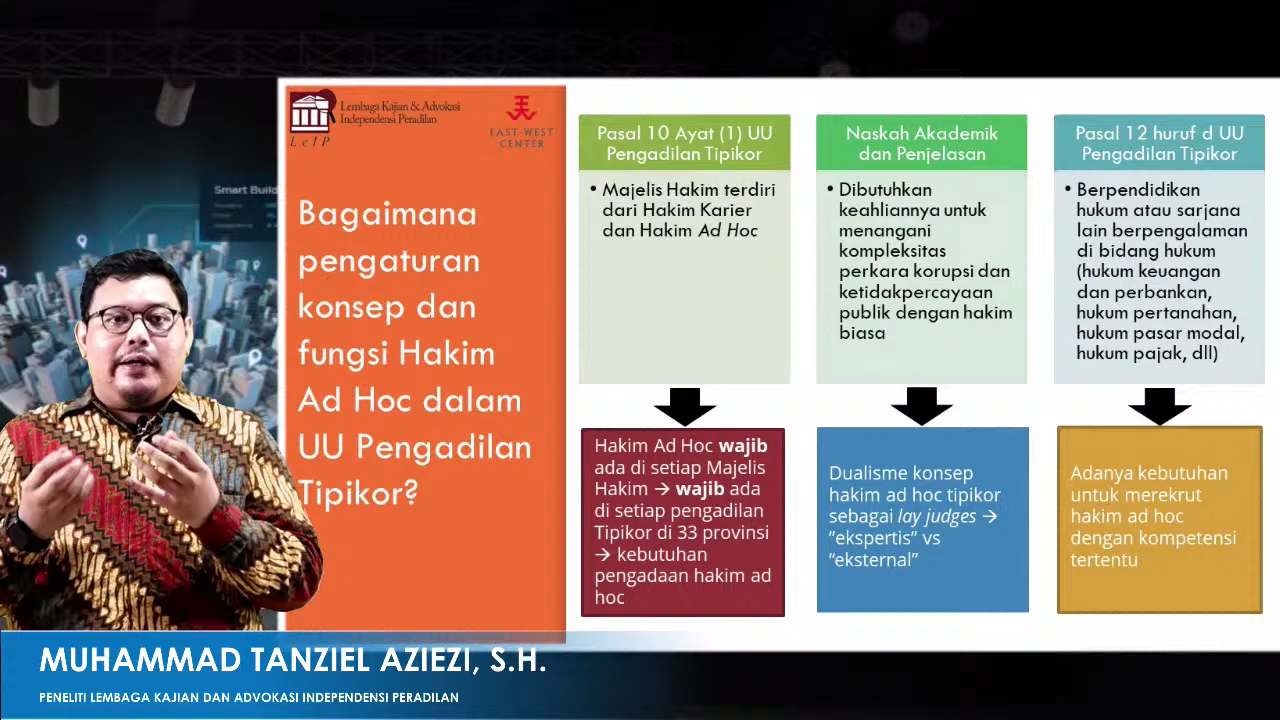 Lembaga Kajian & Advokasi
Independensi Peradilan
LeIP
EAST-WEST
CENTER
Smart Build
Bagaimana
pengaturan
konsep dan
fungsi Hakim
Ad Hoc dalam
UU Pengadilan
Tipikor?
Pasal 10 Ayat (1) UU
Pengadilan Tipikor
• Majelis Hakim terdiri
dari Hakim Karier
dan Hakim Ad Hoc
Hakim Ad Hoc wajib
ada di setiap Majelis
Hakim → wajib ada
di setiap pengadilan
Tipikor di 33 provinsi
→ kebutuhan
pengadaan hakim ad
hoc
Naskah Akademik
dan Penjelasan
• Dibutuhkan
keahliannya untuk
menangani
kompleksitas
perkara korupsi dan
ketidakpercayaan
publik dengan hakim
biasa
Dualisme konsep
hakim ad hoc tipikor
sebagai lay judges →
”ekspertis” vs
“eksternal”
Pasal 12 huruf d UU
Pengadilan Tipikor
• Berpendidikan
hukum atau sarjana
lain berpengalaman
di bidang hukum
(hukum keuangan
dan perbankan,
hukum pertanahan,
hukum pasar modal,
hukum pajak, dll)
Adanya kebutuhan
untuk merekrut
hakim ad hoc
dengan kompetensi
tertentu
MUHAMMAD TANZIEL AZIEZI, S.H.
PENELITI LEMBAGA KAJIAN DAN ADVOKASI INDEPENDENSI PERADILAN